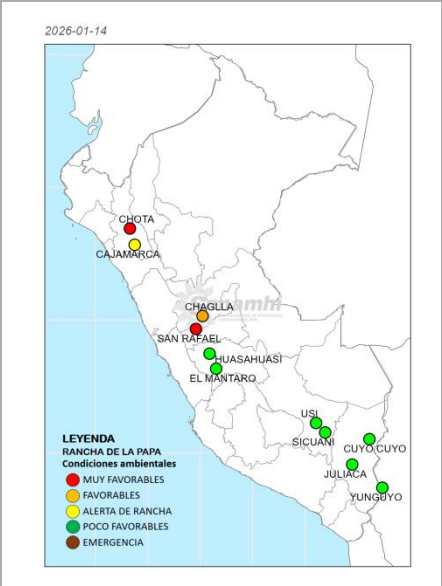 2026-01-14
CHOTA
CAJAMARCA
CHAGLLA
SAN RAFAEL
HUASAHUASI
EL MANTARO
USI
SICUANI
CUYO CUYO
JULIACA
YUNGUYO
LEYENDA
RANCHA DE LA PAPA
Condiciones ambientales
MUY FAVORABLES
FAVORABLES
ALERTA DE RANCHA
POCO FAVORABLES
EMERGENCIA